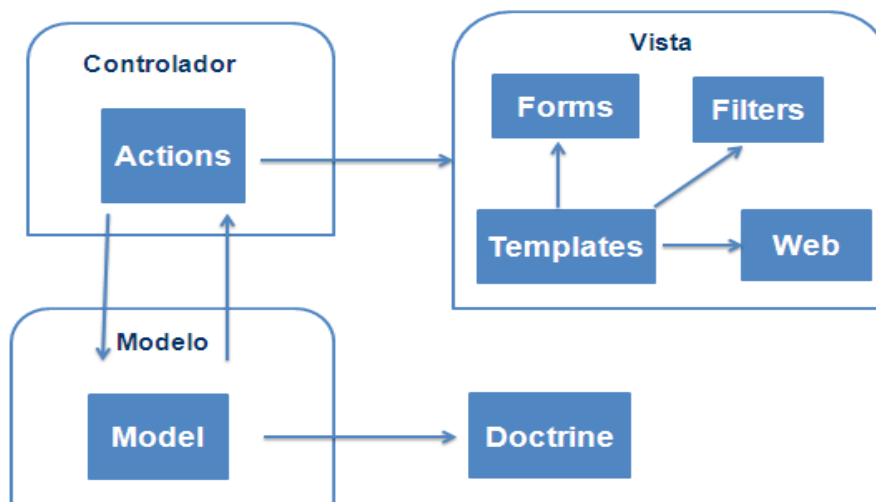 Controlador
Actions
Vista
Forms
Filters
Templates
Web
Modelo
Model
Doctrine